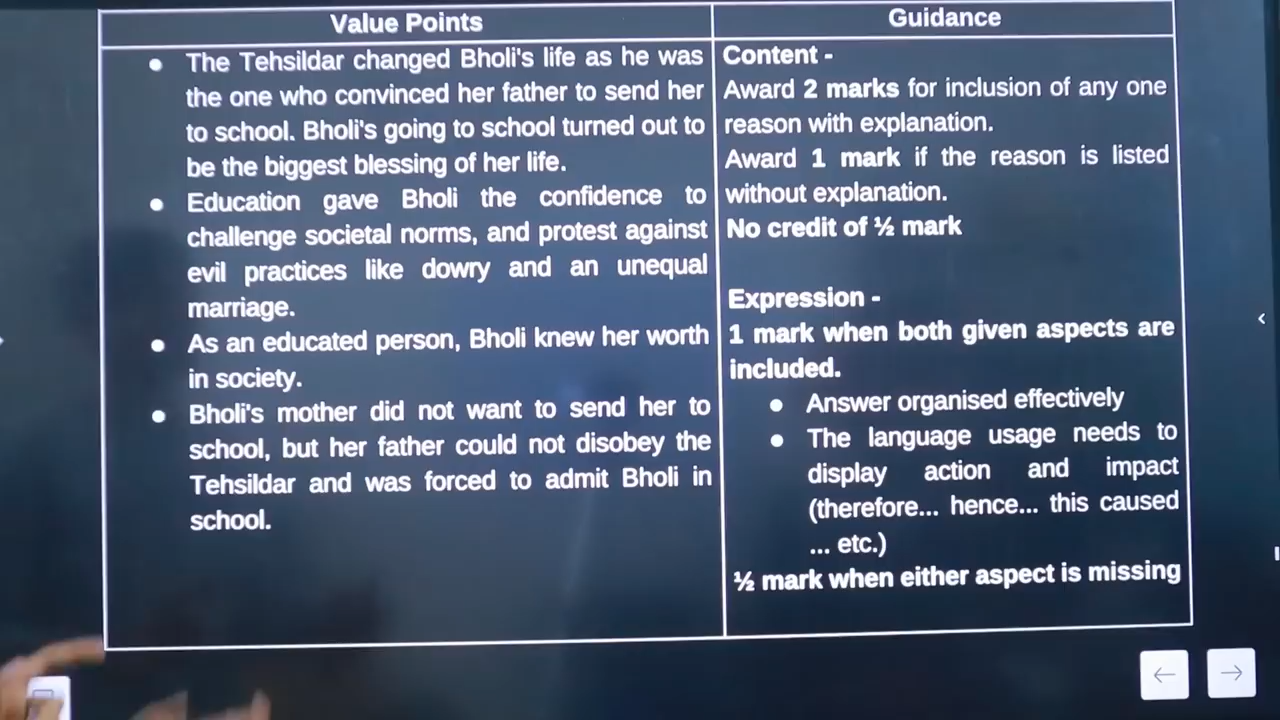 Value Points
Guidance
● The Tehsildar changed Bholi's life as he was
the one who convinced her father to send her
to school. Bholi's going to school turned out to
be the biggest blessing of her life.
● Education gave Bholi the confidence to
challenge societal norms, and protest against
evil practices like dowry and an unequal
marriage.
● As an educated person, Bholi knew her worth
in society.
● Bholi's mother did not want to send her to
school, but her father could not disobey the
Tehsildar and was forced to admit Bholi in
school.
Content -
Award 2 marks for inclusion of any one
reason with explanation.
Award 1 mark if the reason is listed
without explanation.
No credit of ½ mark
Expression -
1 mark when both given aspects are
included.
● Answer organised effectively
● The language usage needs to
display action and impact
(therefore... hence... this caused
... etc.)
½ mark when either aspect is missing